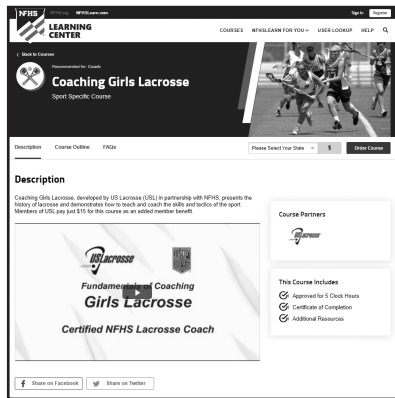 NFHS
NFHS.org NFHSLearn.com
Sign In Register
LEARNING
CENTER
COURSES NFHSLEARN FOR YOU USER LOOKUP HELP
Back to Courses
Recommended for: Coach
Coaching Girls Lacrosse
Sport Specific Course
Description Course Outline FAQs
Please Select Your State $ Order Course
Description
Coaching Girls Lacrosse, developed by US Lacrosse (USL) in partnership with NFHS, presents the
history of lacrosse and demonstrates how to teach and coach the skills and tactics of the sport.
Members of USL pay just $15 for this course as an added member benefit.
US LACROSSE
Fundamentals of Coaching
Girls Lacrosse
Certified NFHS Lacrosse Coach
Course Partners
US LACROSSE
This Course Includes
Approved for 5 Clock Hours
Certificate of Completion
Additional Resources
Share on Facebook Share on Twitter